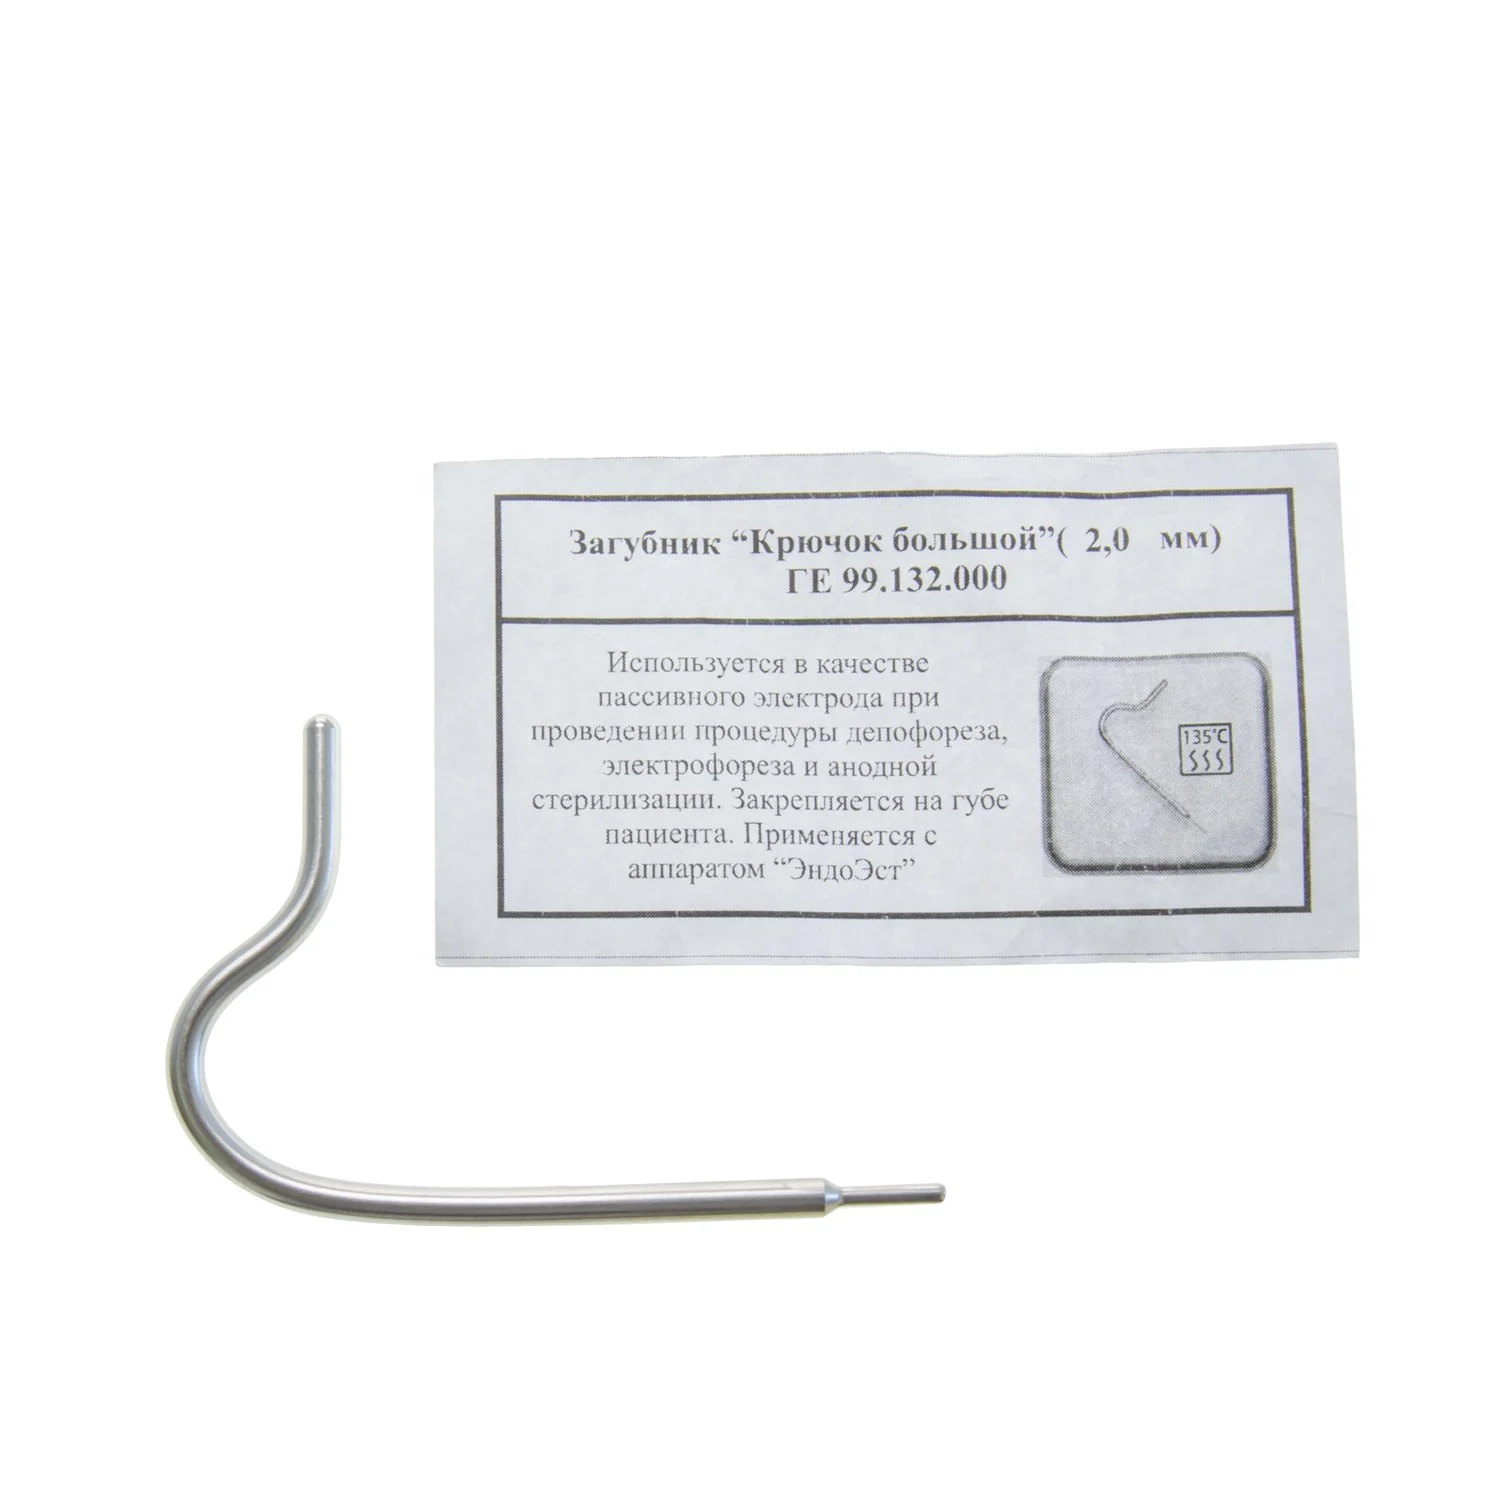 Загубник “Крючок большой”( 2,0 мм)
ГЕ 99.132.000
Используется в качестве
пассивного электрода при
проведении процедуры депофореза,
электрофореза и анодной
стерилизации. Закрепляется на губе
пациента. Применяется с
аппаратом “ЭндоЭст”
135°C